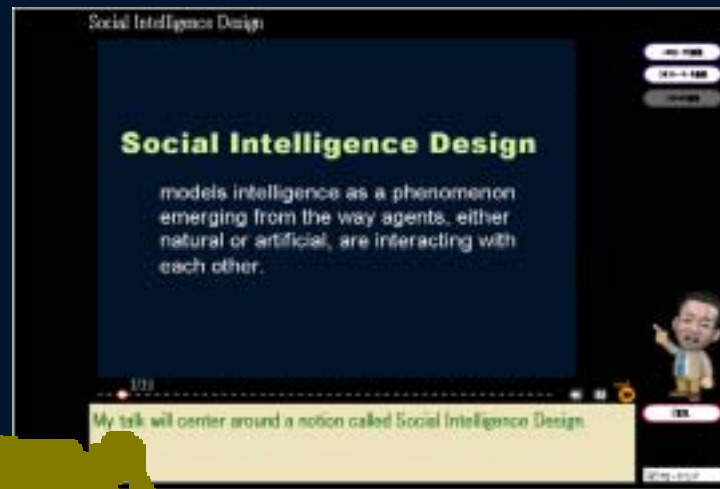 Social Intelligence Design
Social Intelligence Design
models intelligence as a phenomenon
emerging from the way agents, either
natural or artificial, are interacting with
each other.
My talk will center around a notion called Social Intelligence Design.